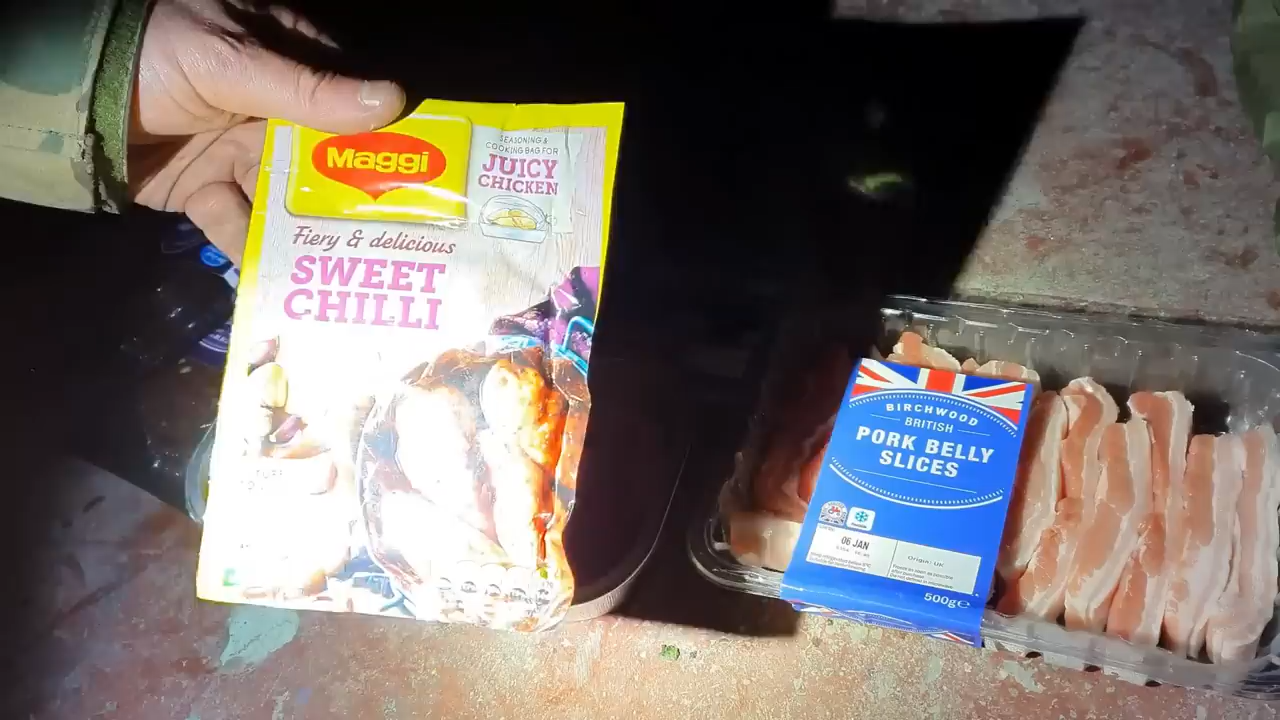 Maggi
SEASONING &
COOKING BAG FOR
JUICY
CHICKEN
Fiery & delicious
SWEET
CHILLI
BIRCHWOOD
BRITISH
PORK BELLY
SLICES
06 JAN
Origin: UK
500g℮